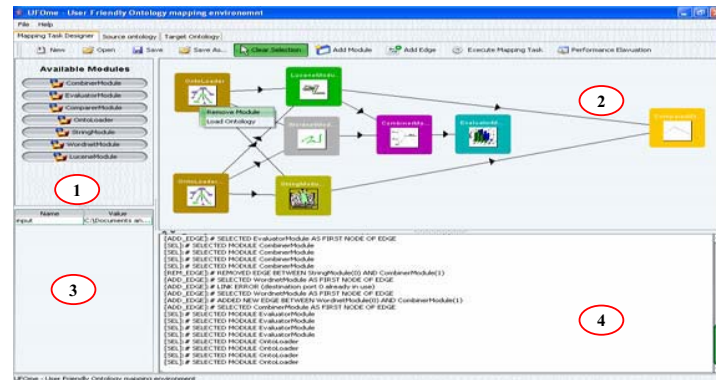 UFOme - User Friendly Ontology mapping environemnt
File Help
Mapping Task Designer Source ontology Target Ontology
New Open Save Save As... Clear Selection Add Module Add Edge Execute Mapping Task Performance Elavuation
Available Modules
CombinerModule
EvaluatorModule
ComparerModule
OntoLoader
StringModule
WordnetModule
LuceneModule
1
Name Value
input C:\Documents an...
3
OntoLoader
LuceneModu...
Remove Module
Load Ontology
2
CombinerMo...
EvaluatorM...
OntoLoader...
StringModu...
[ADD_EDGE]:# SELECTED EvaluatorModule AS FIRST NODE OF EDGE
[SEL]:# SELECTED MODULE CombinerModule
[SEL]:# SELECTED MODULE CombinerModule
[SEL]:# SELECTED MODULE CombinerModule
[REM_EDGE]:# REMOVED EDGE BETWEEN StringModule(0) AND CombinerModule(1)
[ADD_EDGE]:# SELECTED WordnetModule AS FIRST NODE OF EDGE
[ADD_EDGE]:# LINK ERROR (destination port 0 already in use)
[ADD_EDGE]:# SELECTED WordnetModule AS FIRST NODE OF EDGE
[ADD_EDGE]:# ADDED NEW EDGE BETWEEN WordnetModule(0) AND CombinerModule(1)
[ADD_EDGE]:# SELECTED CombinerModule AS FIRST NODE OF EDGE
[SEL]:# SELECTED MODULE EvaluatorModule
[SEL]:# SELECTED MODULE EvaluatorModule
[SEL]:# SELECTED MODULE EvaluatorModule
[SEL]:# SELECTED MODULE OntoLoader
[SEL]:# SELECTED MODULE OntoLoader
[SEL]:# SELECTED MODULE OntoLoader
[SEL]:# SELECTED MODULE OntoLoader
4
UFOme - User Friendly Ontology mapping environment